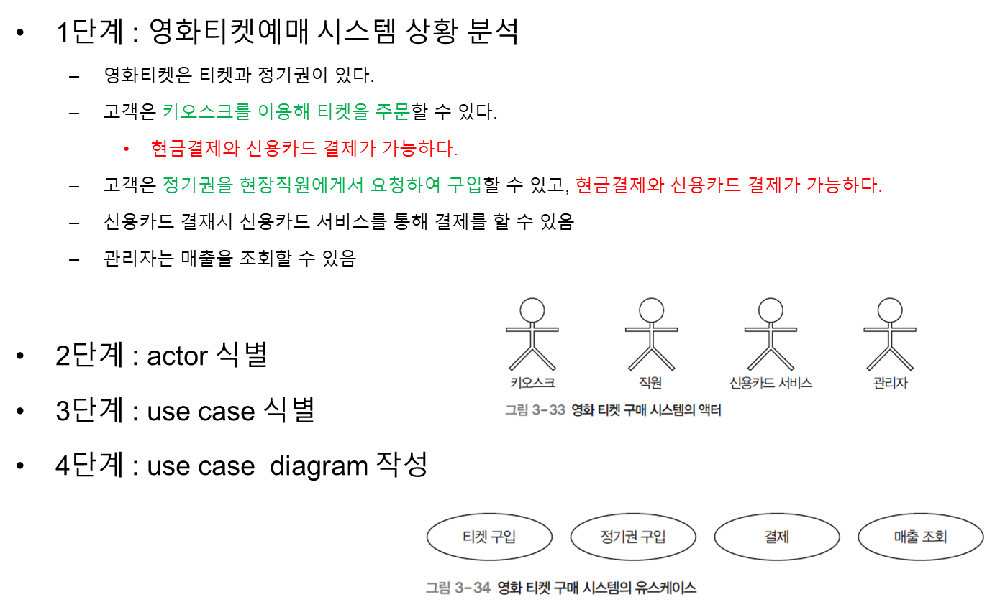 • 1단계 : 영화티켓예매 시스템 상황 분석
– 영화티켓은 티켓과 정기권이 있다.
– 고객은 키오스크를 이용해 티켓을 주문할 수 있다.
• 현금결제와 신용카드 결제가 가능하다.
– 고객은 정기권을 현장직원에게서 요청하여 구입할 수 있고, 현금결제와 신용카드 결제가 가능하다.
– 신용카드 결재시 신용카드 서비스를 통해 결제를 할 수 있음
– 관리자는 매출을 조회할 수 있음
• 2단계 : actor 식별
키오스크 직원 신용카드 서비스 관리자
그림 3-33 영화 티켓 구매 시스템의 액터
• 3단계 : use case 식별
• 4단계 : use case diagram 작성
티켓 구입 정기권 구입 결제 매출 조회
그림 3-34 영화 티켓 구매 시스템의 유스케이스